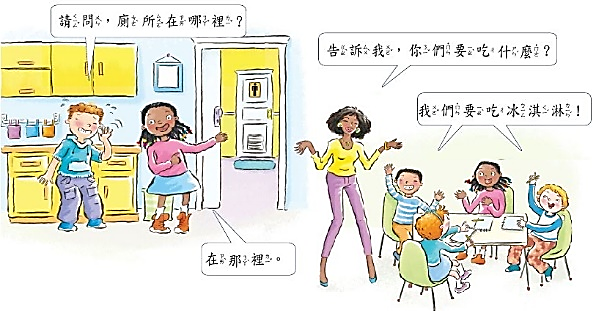 請問，廁所在哪裡？
在那裡。
告訴我，你們要吃什麼？
我們要吃冰淇淋！